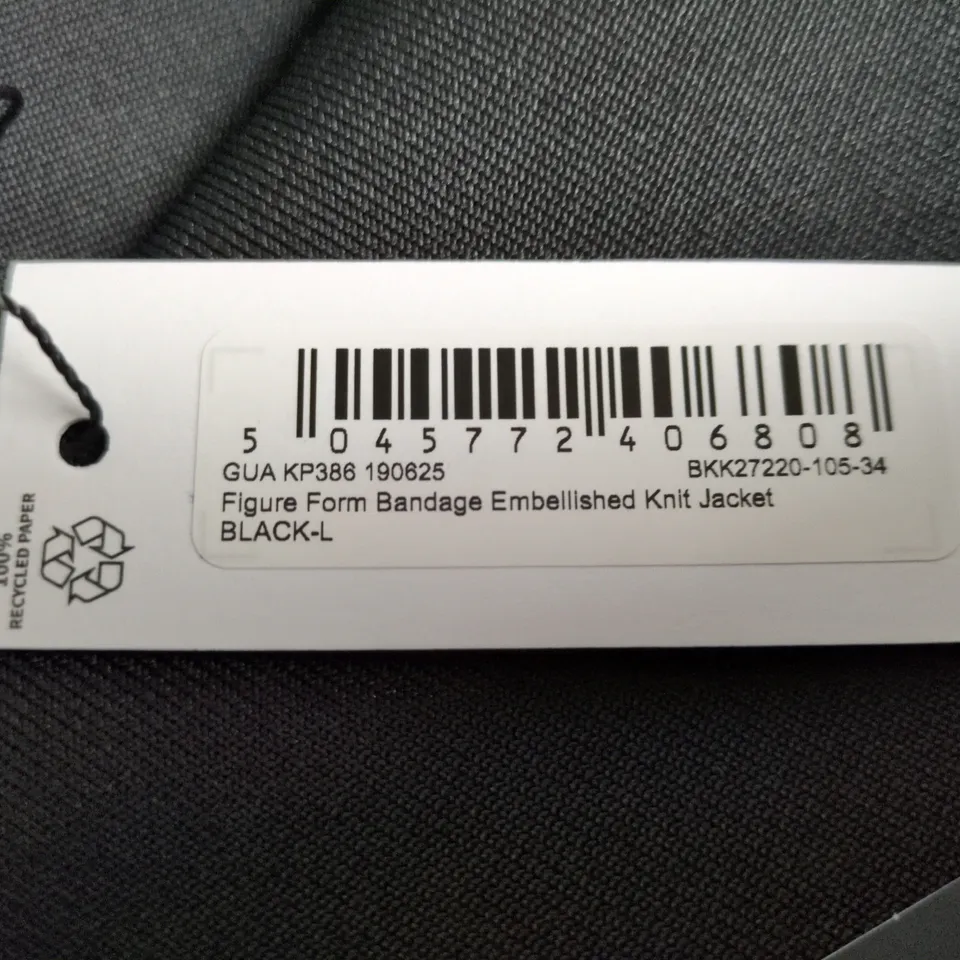 5 045772 406808
GUA KP386 190625 BKK27220-105-34
Figure Form Bandage Embellished Knit Jacket
BLACK-L
100%
RECYCLED PAPER